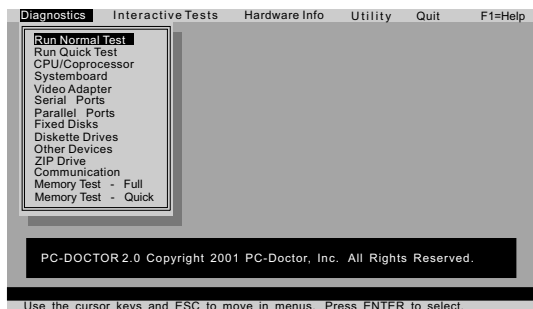 Diagnostics Interactive Tests Hardware Info Utility Quit F1=Help
Run Normal Test
Run Quick Test
CPU/Coprocessor
Systemboard
Video Adapter
Serial Ports
Parallel Ports
Fixed Disks
Diskette Drives
Other Devices
ZIP Drive
Communication
Memory Test - Full
Memory Test - Quick
PC-DOCTOR 2.0 Copyright 2001 PC-Doctor, Inc. All Rights Reserved.
Use the cursor keys and ESC to move in menus. Press ENTER to select.